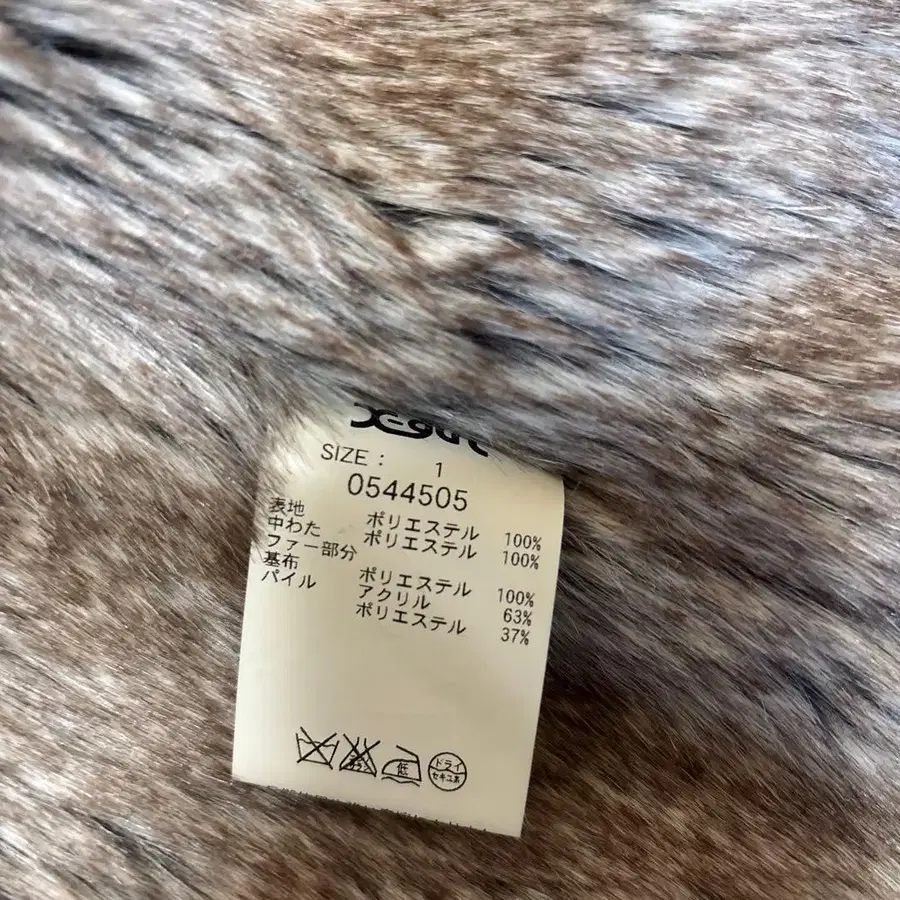 X-GIRL
SIZE : 1
0544505
表地 ポリエステル 100%
中わた ポリエステル 100%
ファー部分
基布 ポリエステル 100%
パイル アクリル 63%
ポリエステル 37%
低
ドライ
セキユ系